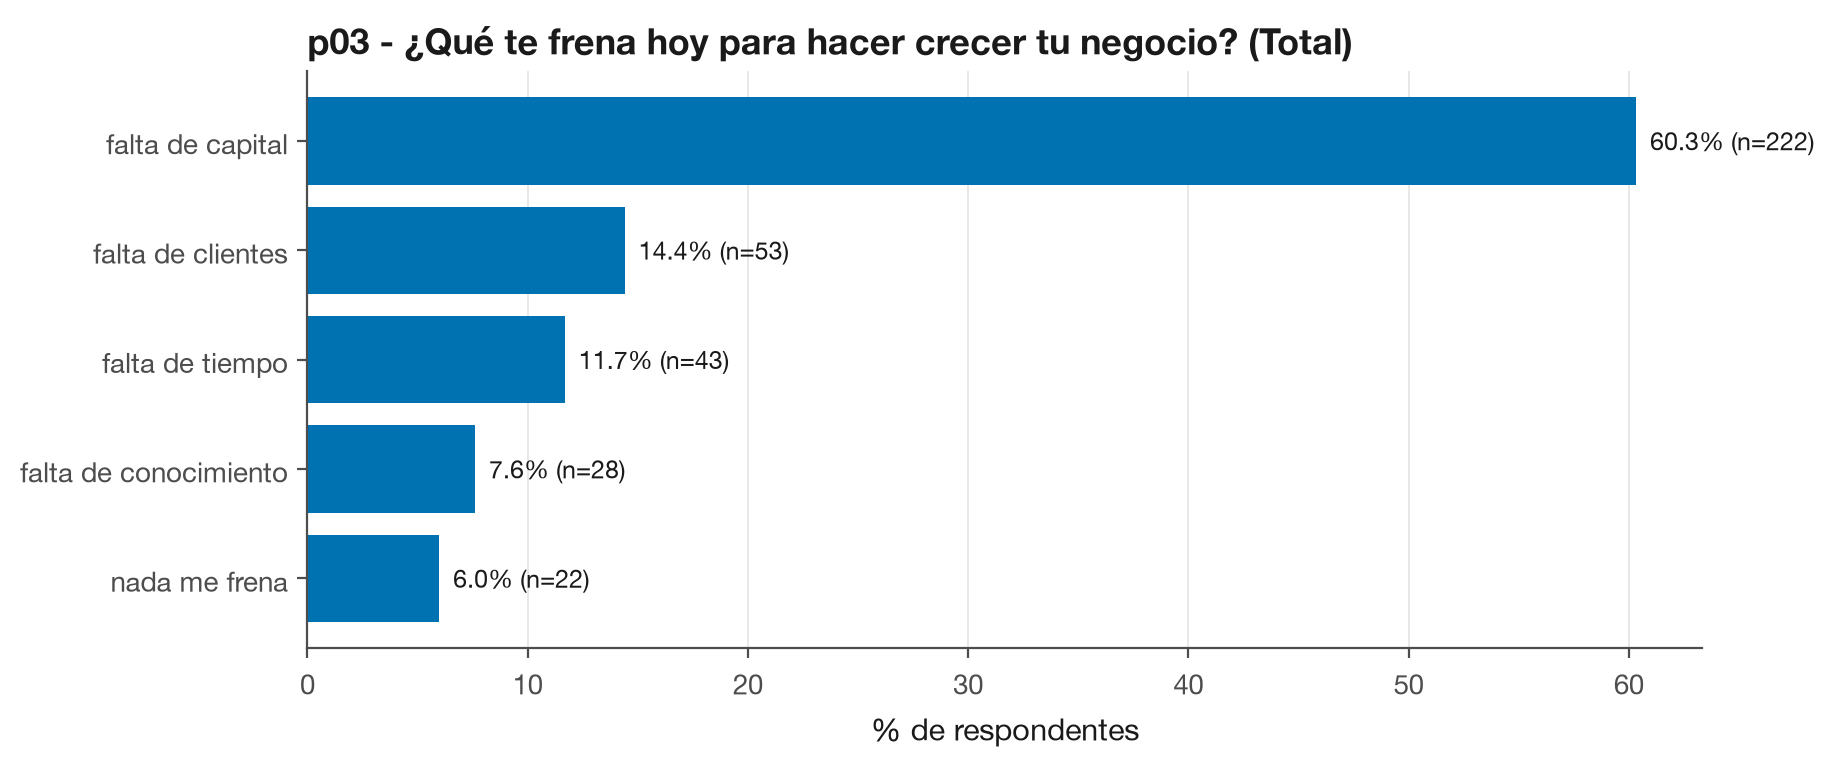 p03 - ¿Qué te frena hoy para hacer crecer tu negocio? (Total)
falta de capital 60.3% (n=222)
falta de clientes 14.4% (n=53)
falta de tiempo 11.7% (n=43)
falta de conocimiento 7.6% (n=28)
nada me frena 6.0% (n=22)
0 10 20 30 40 50 60
% de respondentes